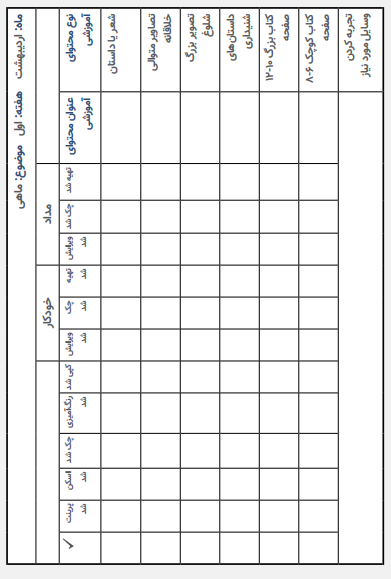 ماه: اردیبهشت هفته: اول موضوع: ماهی
مداد
خودکار
نوع محتوای
آموزشی
عنوان محتوای
آموزشی
تهیه شد
چک شد
ویرایش
شد
تهیه
شد
چک
شد
ویرایش
شد
کپی شد
رنگ‌آمیزی
شد
چک شد
اسکن
شد
پرینت
شد
✓
شعر یا داستان
تصاویر متوالی
خلاقانه
تصویر بزرگ
شلوغ
داستان‌های
شنیداری
کتاب بزرگ ۱۰-۱۲
صفحه
کتاب کوچک ۶-۸
صفحه
تجربه کردن
وسایل مورد نیاز